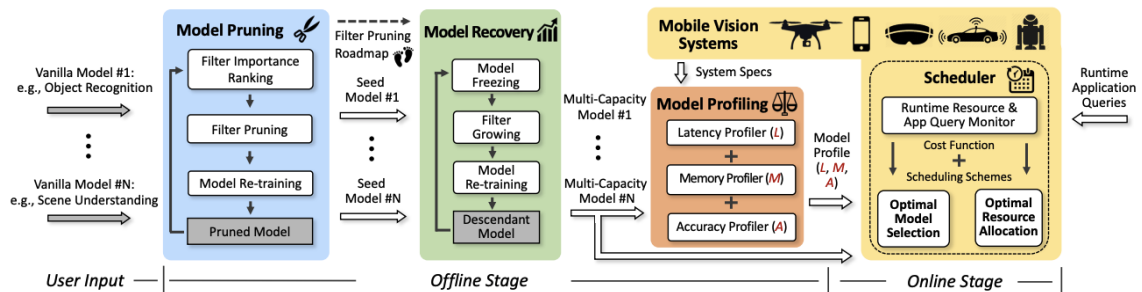 Vanilla Model #1:
e.g., Object Recognition
Vanilla Model #N:
e.g., Scene Understanding
Model Pruning
Filter Importance
Ranking
Filter Pruning
Model Re-training
Pruned Model
Filter Pruning
Roadmap
Seed
Model #1
Seed
Model #N
Model Recovery
Model
Freezing
Filter
Growing
Model
Re-training
Descendant
Model
Multi-Capacity
Model #1
Multi-Capacity
Model #N
Mobile Vision
Systems
System Specs
Model Profiling
Latency Profiler (L)
+
Memory Profiler (M)
+
Accuracy Profiler (A)
Model
Profile
(L, M,
A)
Scheduler
Runtime Resource &
App Query Monitor
Cost Function
+
Scheduling Schemes
Optimal
Model
Selection
Optimal
Resource
Allocation
Runtime
Application
Queries
User Input
Offline Stage
Online Stage